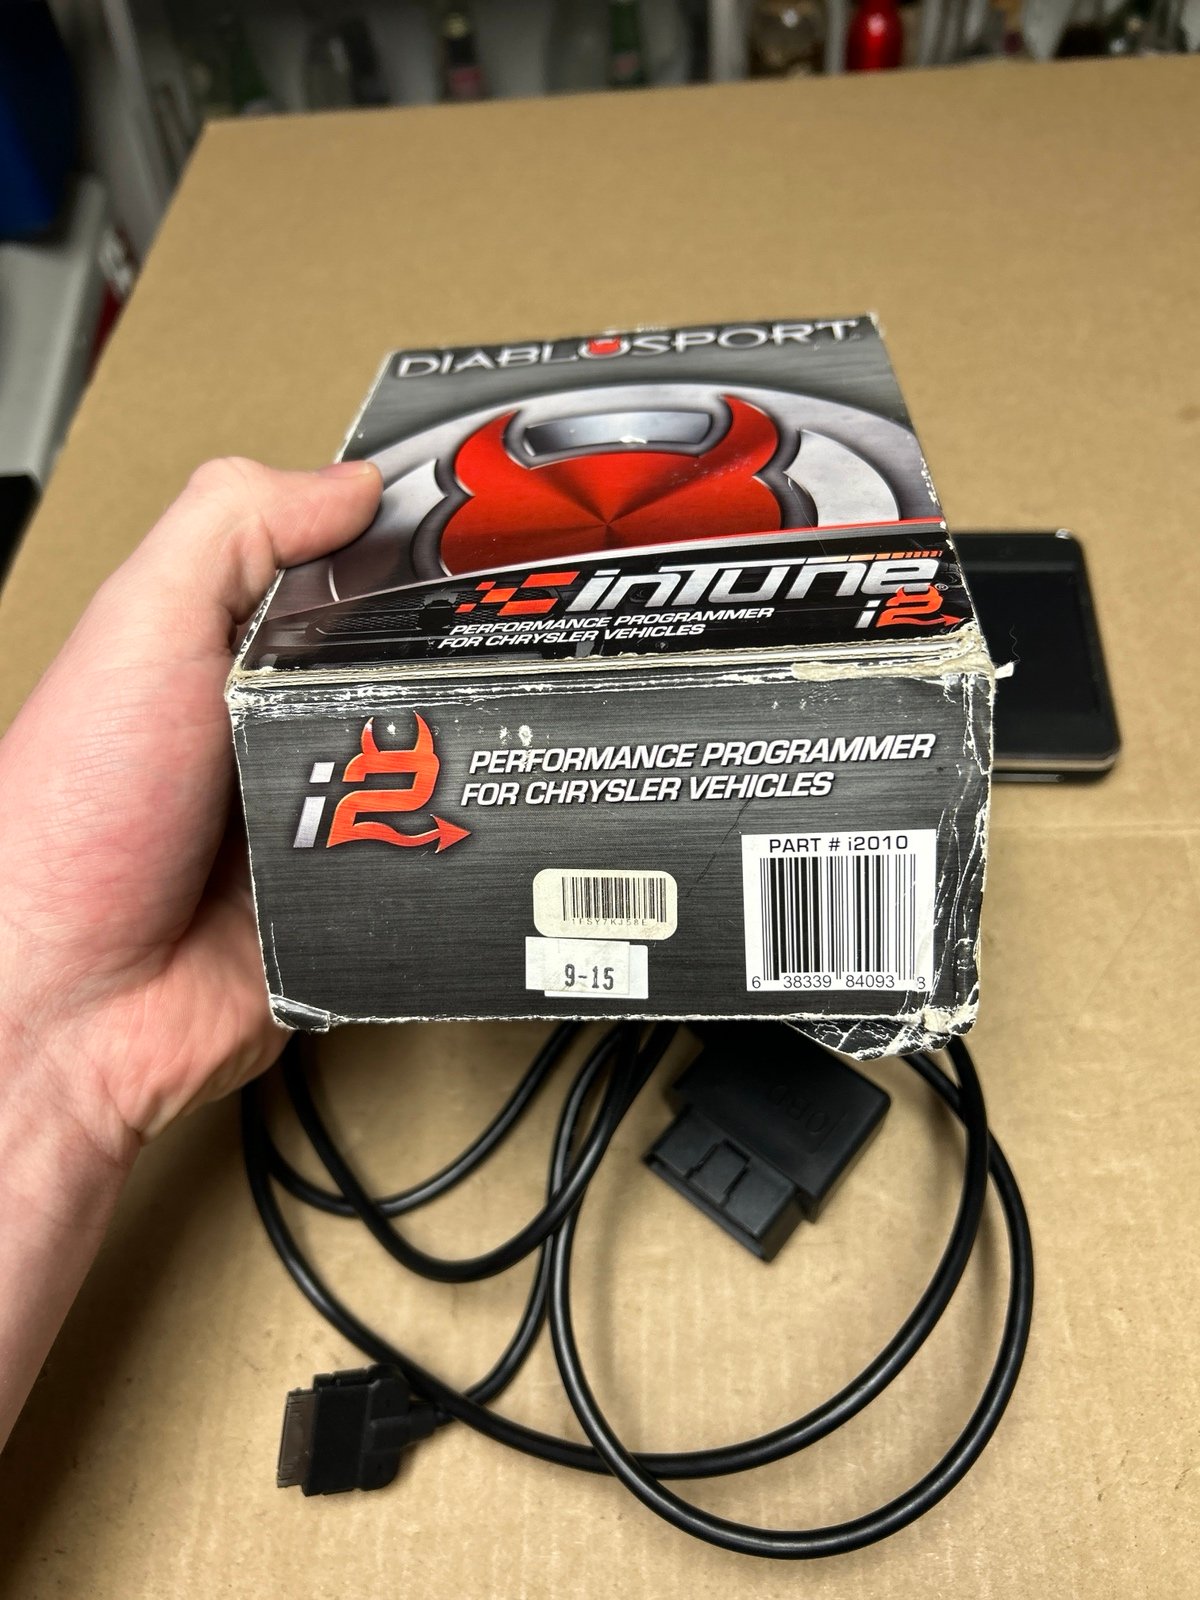 DIABLOSPORT
inTune
i2®
PERFORMANCE PROGRAMMER
FOR CHRYSLER VEHICLES
i2
PERFORMANCE PROGRAMMER
FOR CHRYSLER VEHICLES
PART # i2010
6 38339 84093 8
9-15
OBD